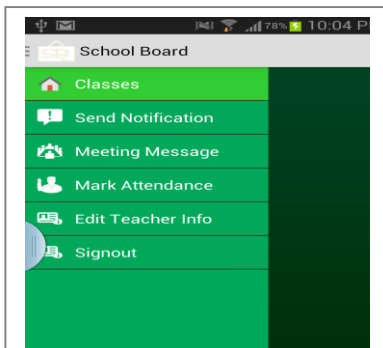 78% 10:04 P
School Board
Classes
Send Notification
Meeting Message
Mark Attendance
Edit Teacher Info
Signout